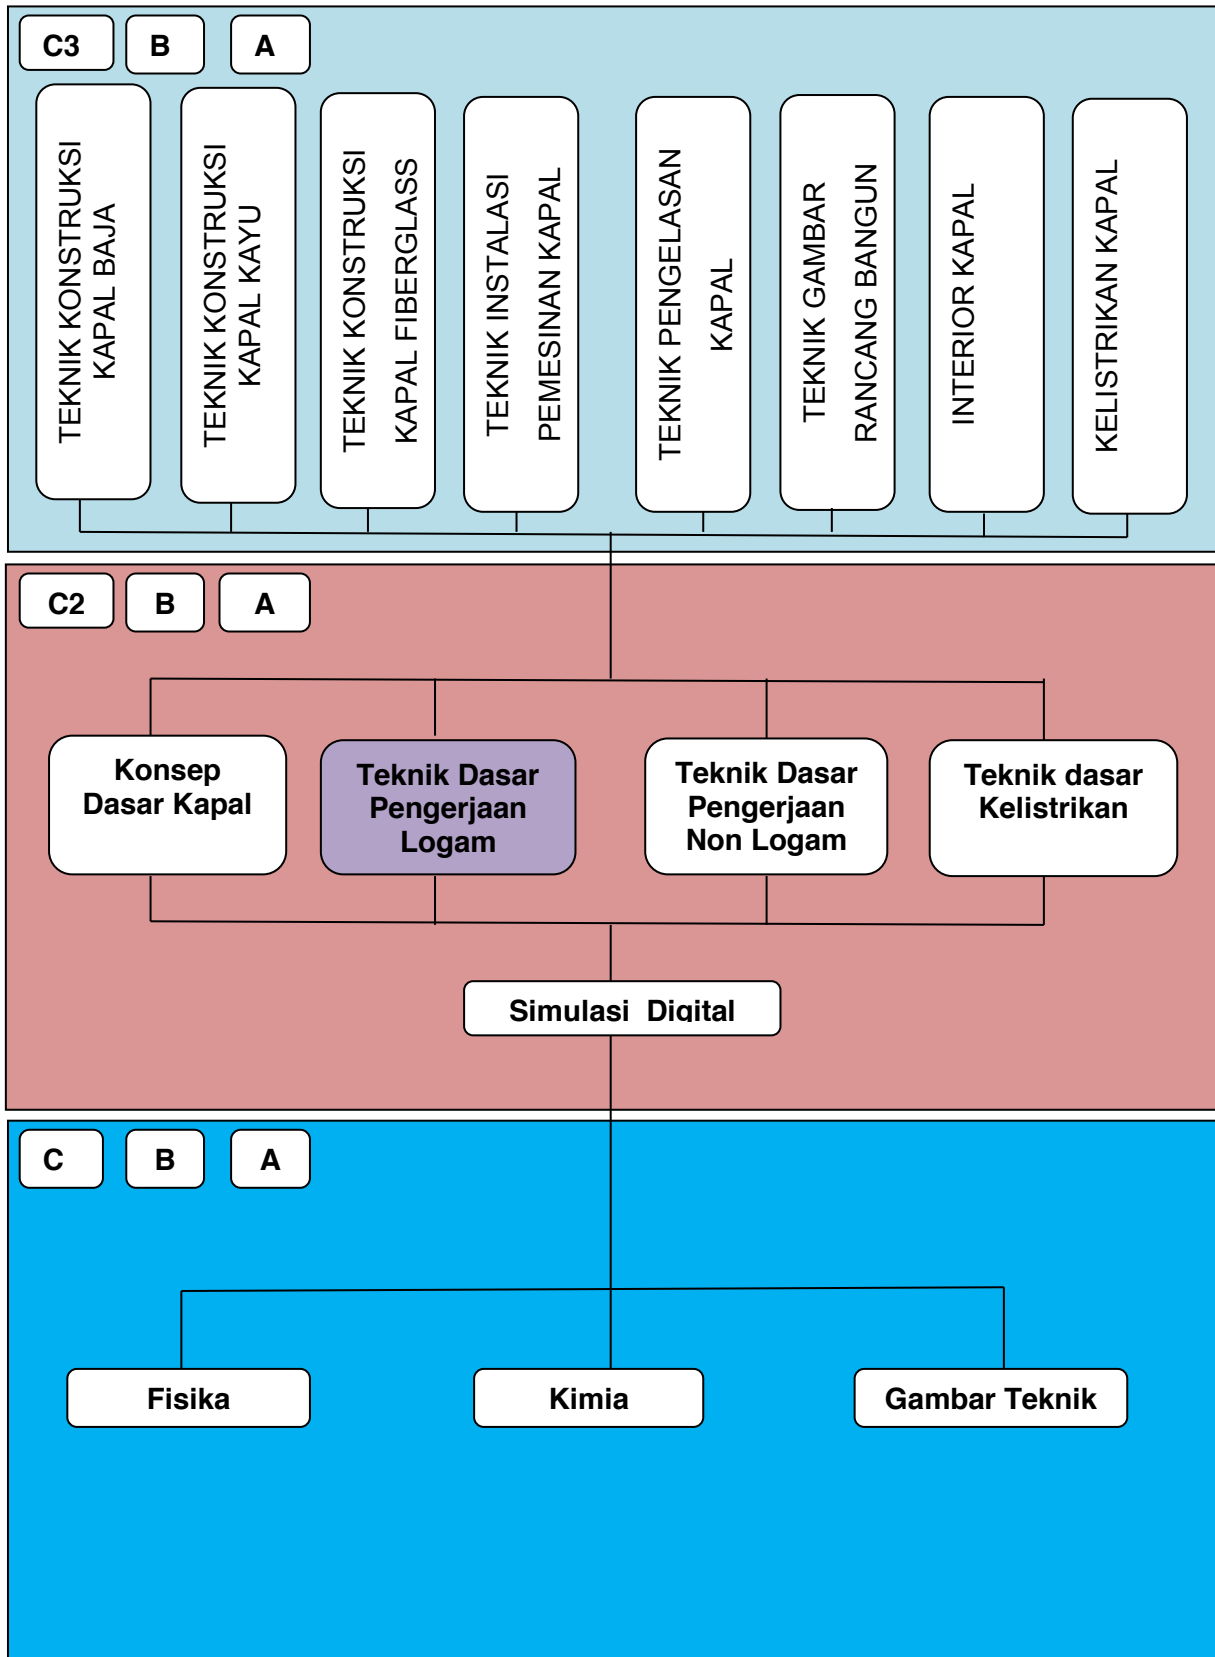 C3 B A
TEKNIK KONSTRUKSI
KAPAL BAJA
TEKNIK KONSTRUKSI
KAPAL KAYU
TEKNIK KONSTRUKSI
KAPAL FIBERGLASS
TEKNIK INSTALASI
PEMESINAN KAPAL
TEKNIK PENGELASAN
KAPAL
TEKNIK GAMBAR
RANCANG BANGUN
INTERIOR KAPAL
KELISTRIKAN KAPAL
C2 B A
Konsep
Dasar Kapal
Teknik Dasar
Pengerjaan
Logam
Teknik Dasar
Pengerjaan
Non Logam
Teknik dasar
Kelistrikan
Simulasi Digital
C B A
Fisika
Kimia
Gambar Teknik